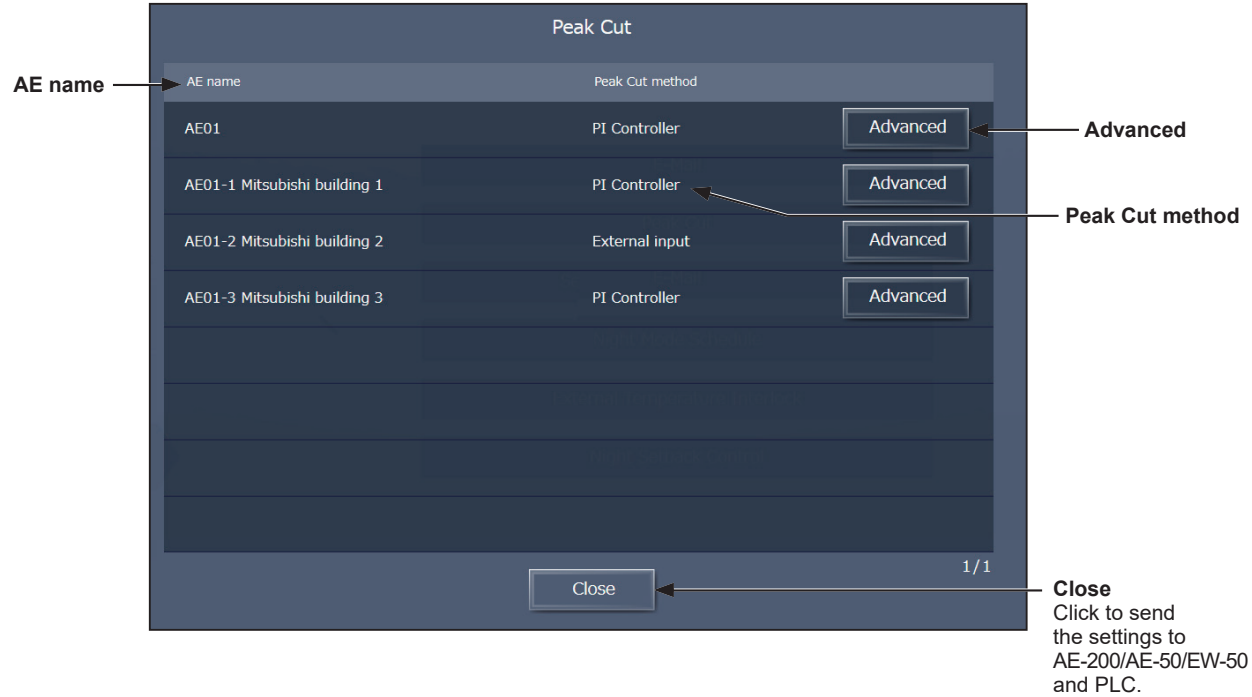 Peak Cut
AE name
AE name Peak Cut method
AE01 PI Controller Advanced
Advanced
AE01-1 Mitsubishi building 1 PI Controller Advanced
Peak Cut method
AE01-2 Mitsubishi building 2 External input Advanced
AE01-3 Mitsubishi building 3 PI Controller Advanced
1/1
Close
Close
Click to send
the settings to
AE-200/AE-50/EW-50
and PLC.